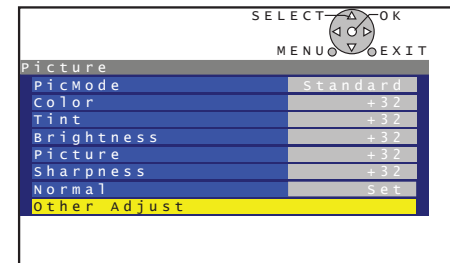 SELECT OK
MENU EXIT
Picture
PicMode Standard
Color +32
Tint +32
Brightness +32
Picture +32
Sharpness +32
Normal Set
Other Adjust